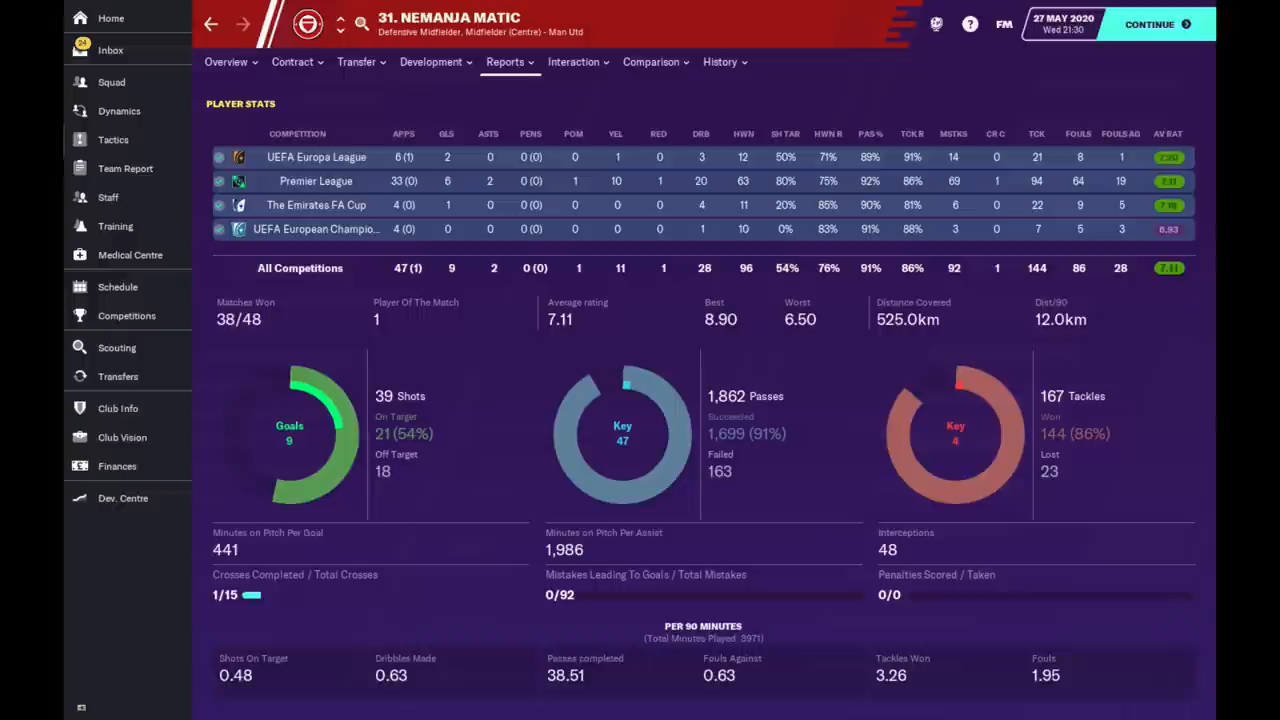 31. NEMANJA MATIC
Defensive Midfielder, Midfielder (Centre) - Man Utd
FM
27 MAY 2020
Wed 21:30
CONTINUE
Home
24
Inbox
Squad
Dynamics
Tactics
Team Report
Staff
Training
Medical Centre
Schedule
Competitions
Scouting
Transfers
Club Info
Club Vision
Finances
Dev. Centre
Overview Contract Transfer Development Reports Interaction Comparison History
PLAYER STATS
COMPETITION APPS GLS ASTS PENS POM YEL RED DRB HWN SH TAR HWN R PAS % TCK R MSTKS CR C TCK FOULS FOULS AG AV RAT
UEFA Europa League 6 (1) 2 0 0 (0) 0 1 0 3 12 50% 71% 89% 91% 14 0 21 8 1
Premier League 33 (0) 6 2 0 (0) 1 10 1 20 63 80% 75% 92% 86% 69 1 94 64 19 7.11
The Emirates FA Cup 4 (0) 1 0 0 (0) 0 0 0 4 11 20% 85% 90% 81% 6 0 22 9 5
UEFA European Champio... 4 (0) 0 0 0 (0) 0 0 0 1 10 0% 83% 91% 88% 3 0 7 5 3 6.93
All Competitions 47 (1) 9 2 0 (0) 1 11 1 28 96 54% 76% 91% 86% 92 1 144 86 28 7.11
Matches Won Player Of The Match Average rating Best Worst Distance Covered Dist/90
38/48 1 7.11 8.90 6.50 525.0km 12.0km
Goals
9
39 Shots
On Target
21 (54%)
Off Target
18
Key
47
1,862 Passes
Succeeded
1,699 (91%)
Failed
163
Key
4
167 Tackles
Won
144 (86%)
Lost
23
Minutes on Pitch Per Goal Minutes on Pitch Per Assist Interceptions
441 1,986 48
Crosses Completed / Total Crosses Mistakes Leading To Goals / Total Mistakes Penalties Scored / Taken
1/15 0/92 0/0
PER 90 MINUTES
(Total Minutes Played 3971)
Shots On Target Dribbles Made Passes completed Fouls Against Tackles Won Fouls
0.48 0.63 38.51 0.63 3.26 1.95